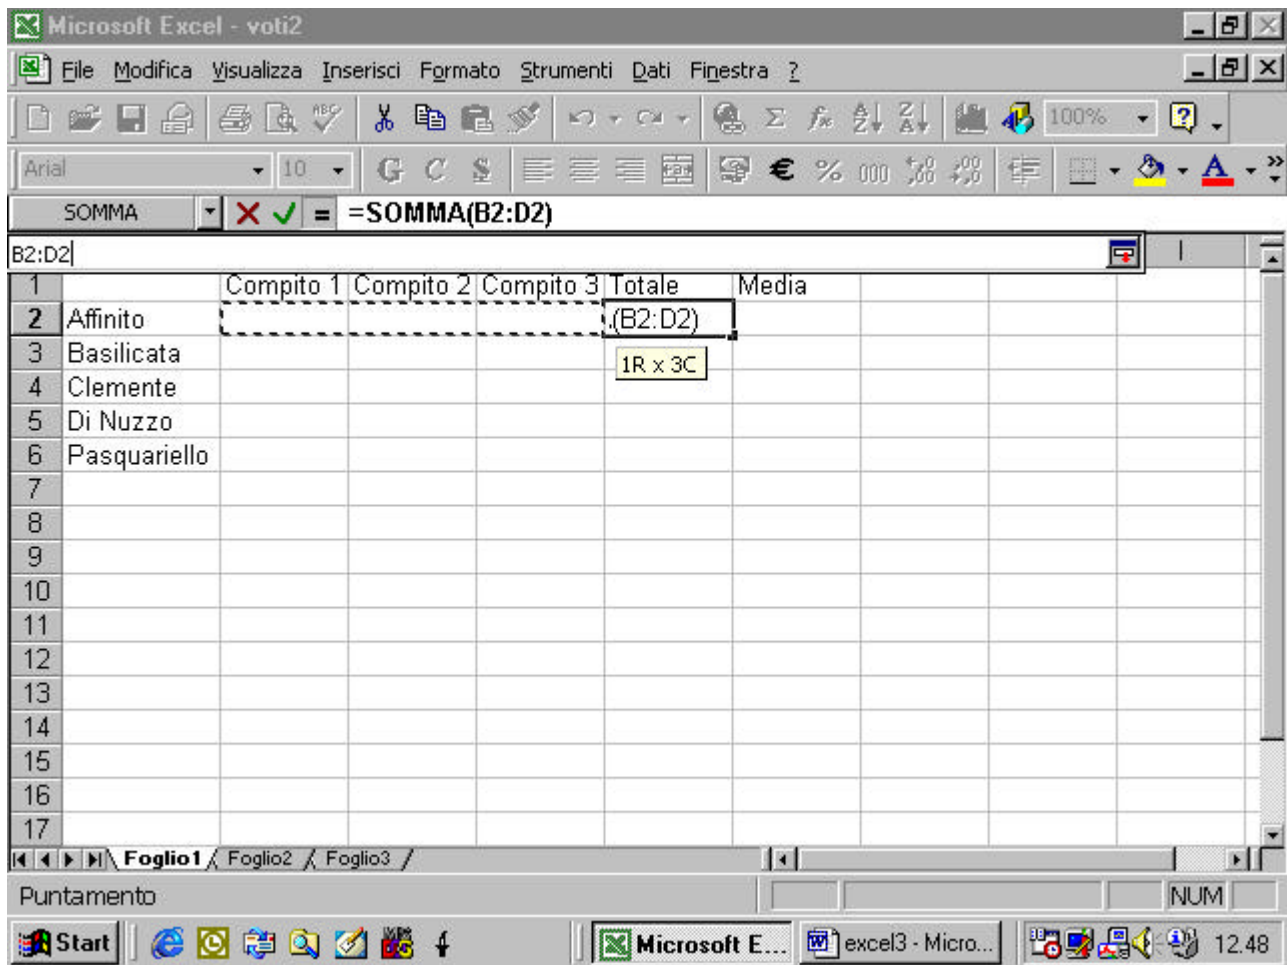 Microsoft Excel - voti2
File Modifica Visualizza Inserisci Formato Strumenti Dati Finestra ?
ABC Σ fx A Z Z A 100% ?
Arial 10 G C S € % 000 A
SOMMA = =SOMMA(B2:D2)
B2:D2 I
1 Compito 1 Compito 2 Compito 3 Totale Media
2 Affinito .(B2:D2)
3 Basilicata
1R x 3C
4 Clemente
5 Di Nuzzo
6 Pasquariello
7
8
9
10
11
12
13
14
15
16
17
Foglio1 Foglio2 Foglio3
Puntamento NUM
Start Microsoft E... excel3 - Micro... 12.48